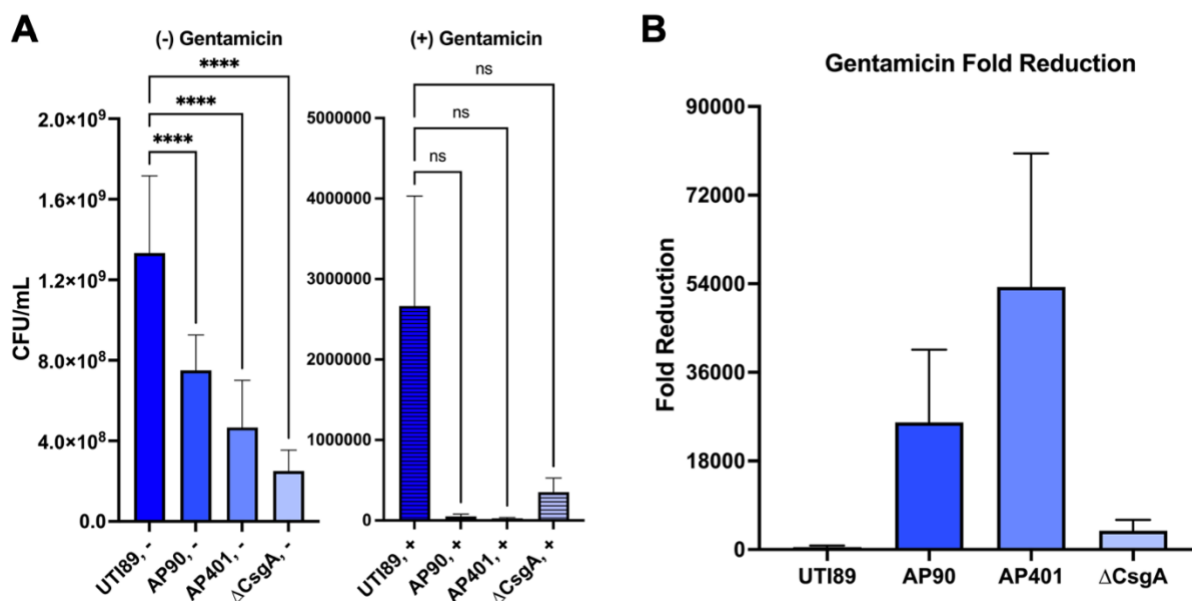 A
(-) Gentamicin
****
****
****
2.0×10⁹
1.6×10⁹
1.2×10⁹
8.0×10⁸
4.0×10⁸
0.0
CFU/mL
UTI89, -
AP90, -
AP401, -
ΔCsgA, -
(+) Gentamicin
ns
ns
ns
5000000
4000000
3000000
2000000
1000000
0
UTI89, +
AP90, +
AP401, +
ΔCsgA, +
B
Gentamicin Fold Reduction
90000
72000
54000
36000
18000
0
Fold Reduction
UTI89
AP90
AP401
ΔCsgA